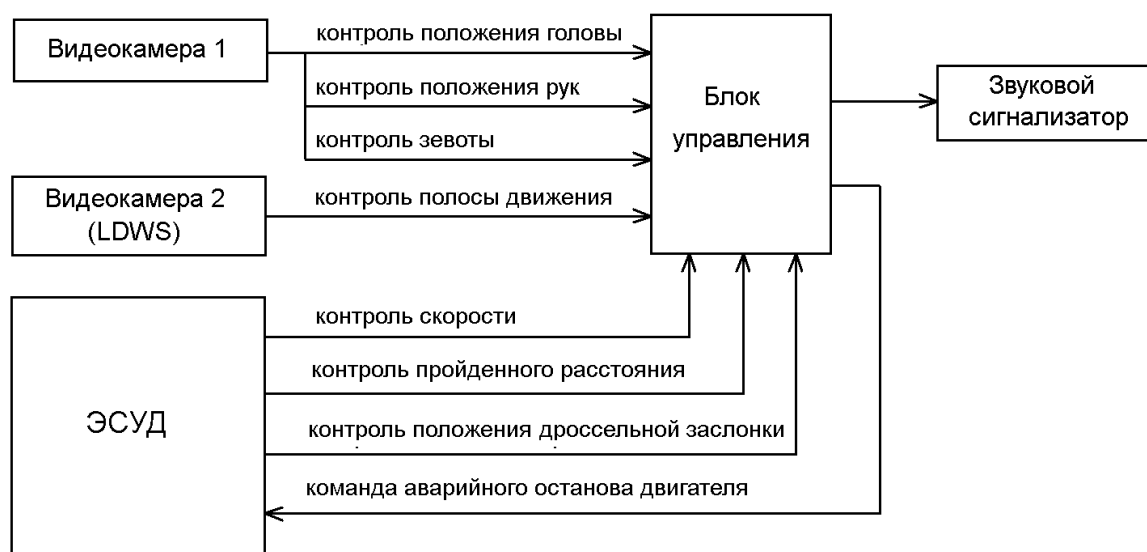 Видеокамера 1
контроль положения головы
контроль положения рук
контроль зевоты
Видеокамера 2
(LDWS)
контроль полосы движения
Блок
управления
Звуковой
сигнализатор
ЭСУД
контроль скорости
контроль пройденного расстояния
контроль положения дроссельной заслонки
команда аварийного останова двигателя